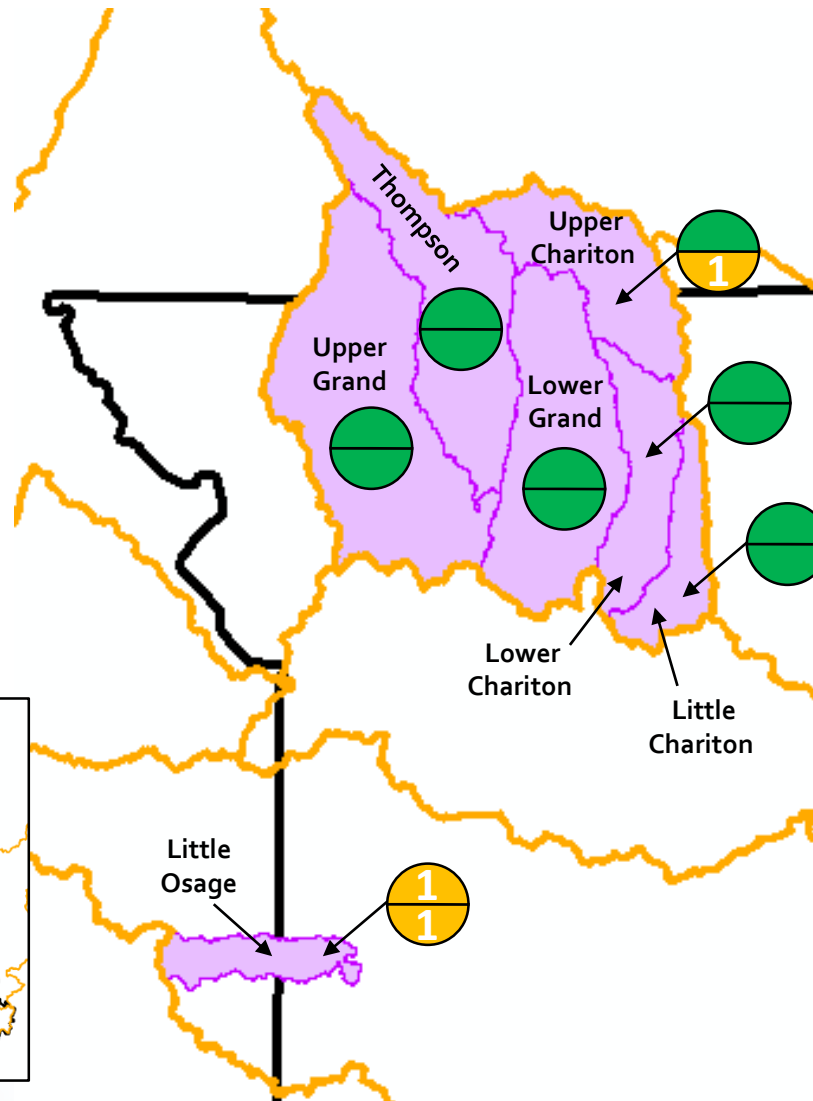 Thompson
Upper
Chariton
1
Upper
Grand
Lower
Grand
Lower
Chariton
Little
Chariton
Little
Osage
1
1